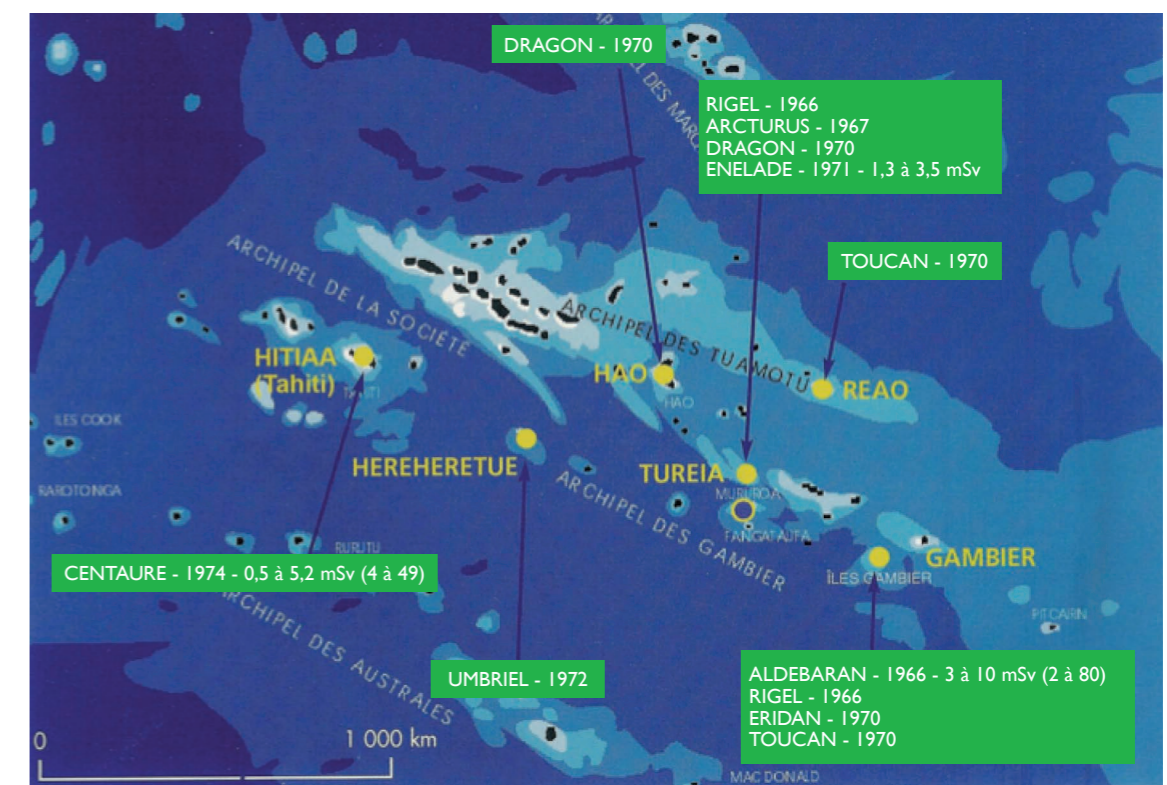 DRAGON - 1970
RIGEL - 1966
ARCTURUS - 1967
DRAGON - 1970
ENELADE - 1971 - 1,3 à 3,5 mSv
TOUCAN - 1970
ARCHIPEL DE LA SOCIÉTÉ
ARCHIPEL DES TUAMOTU
HITIAA
(Tahiti)
TAHITI
HAO
HAO
REAO
ILES COOK
HEREHERETUE
TUREIA
MURUROA
RAROTONGA
ARCHIPEL DES GAMBIER
FANGATAUFA
GAMBIER
ÎLES GAMBIER
RURUTU
CENTAURE - 1974 - 0,5 à 5,2 mSv (4 à 49)
PITCAIRN
ARCHIPEL DES AUSTRALES
UMBRIEL - 1972
ALDEBARAN - 1966 - 3 à 10 mSv (2 à 80)
RIGEL - 1966
ERIDAN - 1970
TOUCAN - 1970
0
1 000 km
MAC DONALD